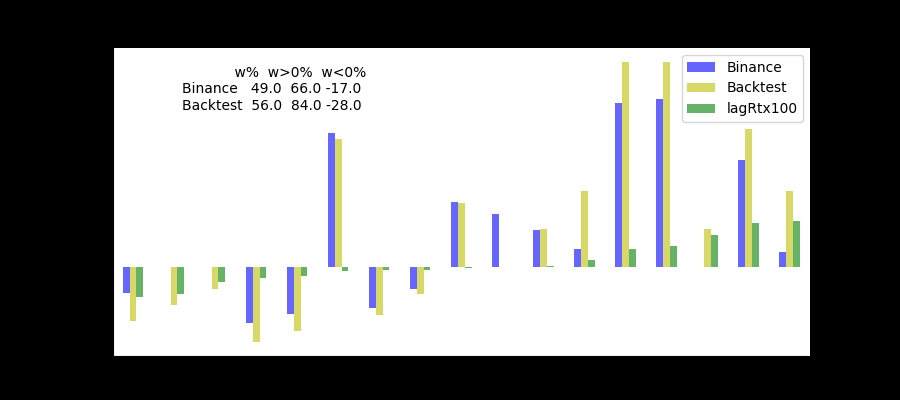 w% w>0% w<0%
Binance 49.0 66.0 -17.0
Backtest 56.0 84.0 -28.0
Binance
Backtest
lagRtx100